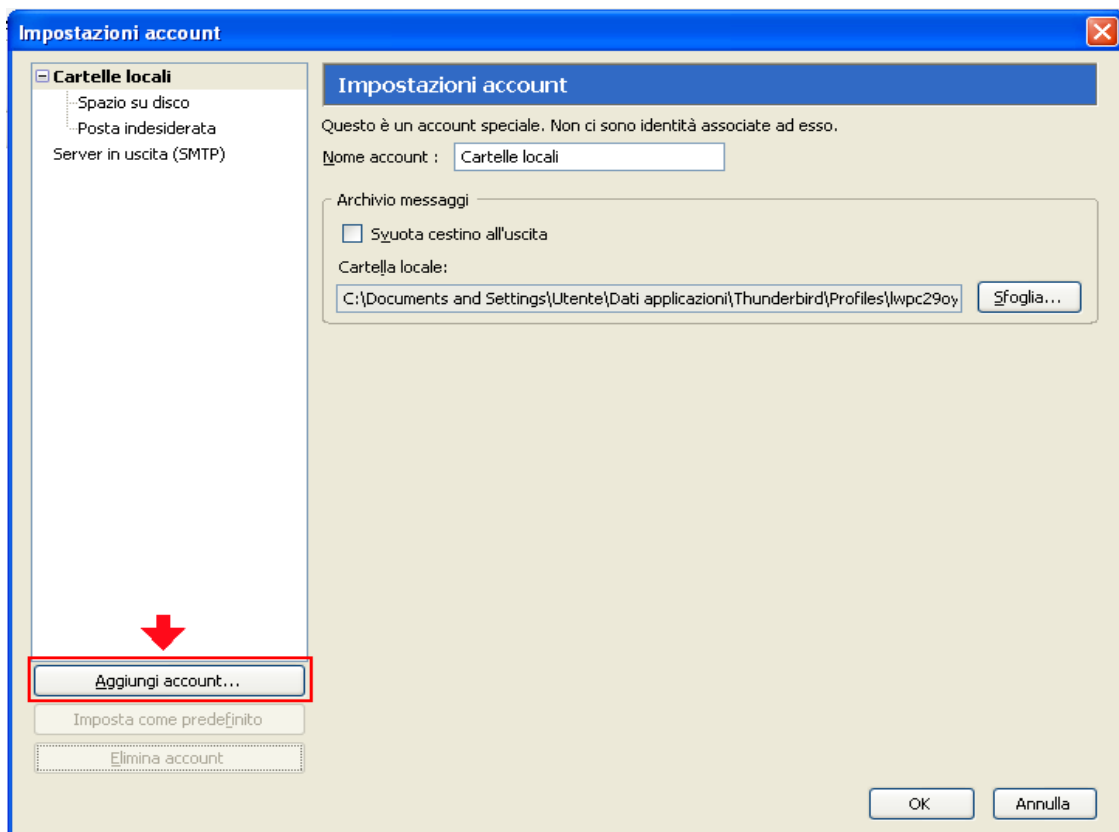 Impostazioni account
Cartelle locali
Spazio su disco
Posta indesiderata
Server in uscita (SMTP)
Aggiungi account...
Imposta come predefinito
Elimina account
Impostazioni account
Questo è un account speciale. Non ci sono identità associate ad esso.
Nome account : Cartelle locali
Archivio messaggi
Svuota cestino all'uscita
Cartella locale:
C:\Documents and Settings\Utente\Dati applicazioni\Thunderbird\Profiles\lwpc29oy Sfoglia...
OK Annulla